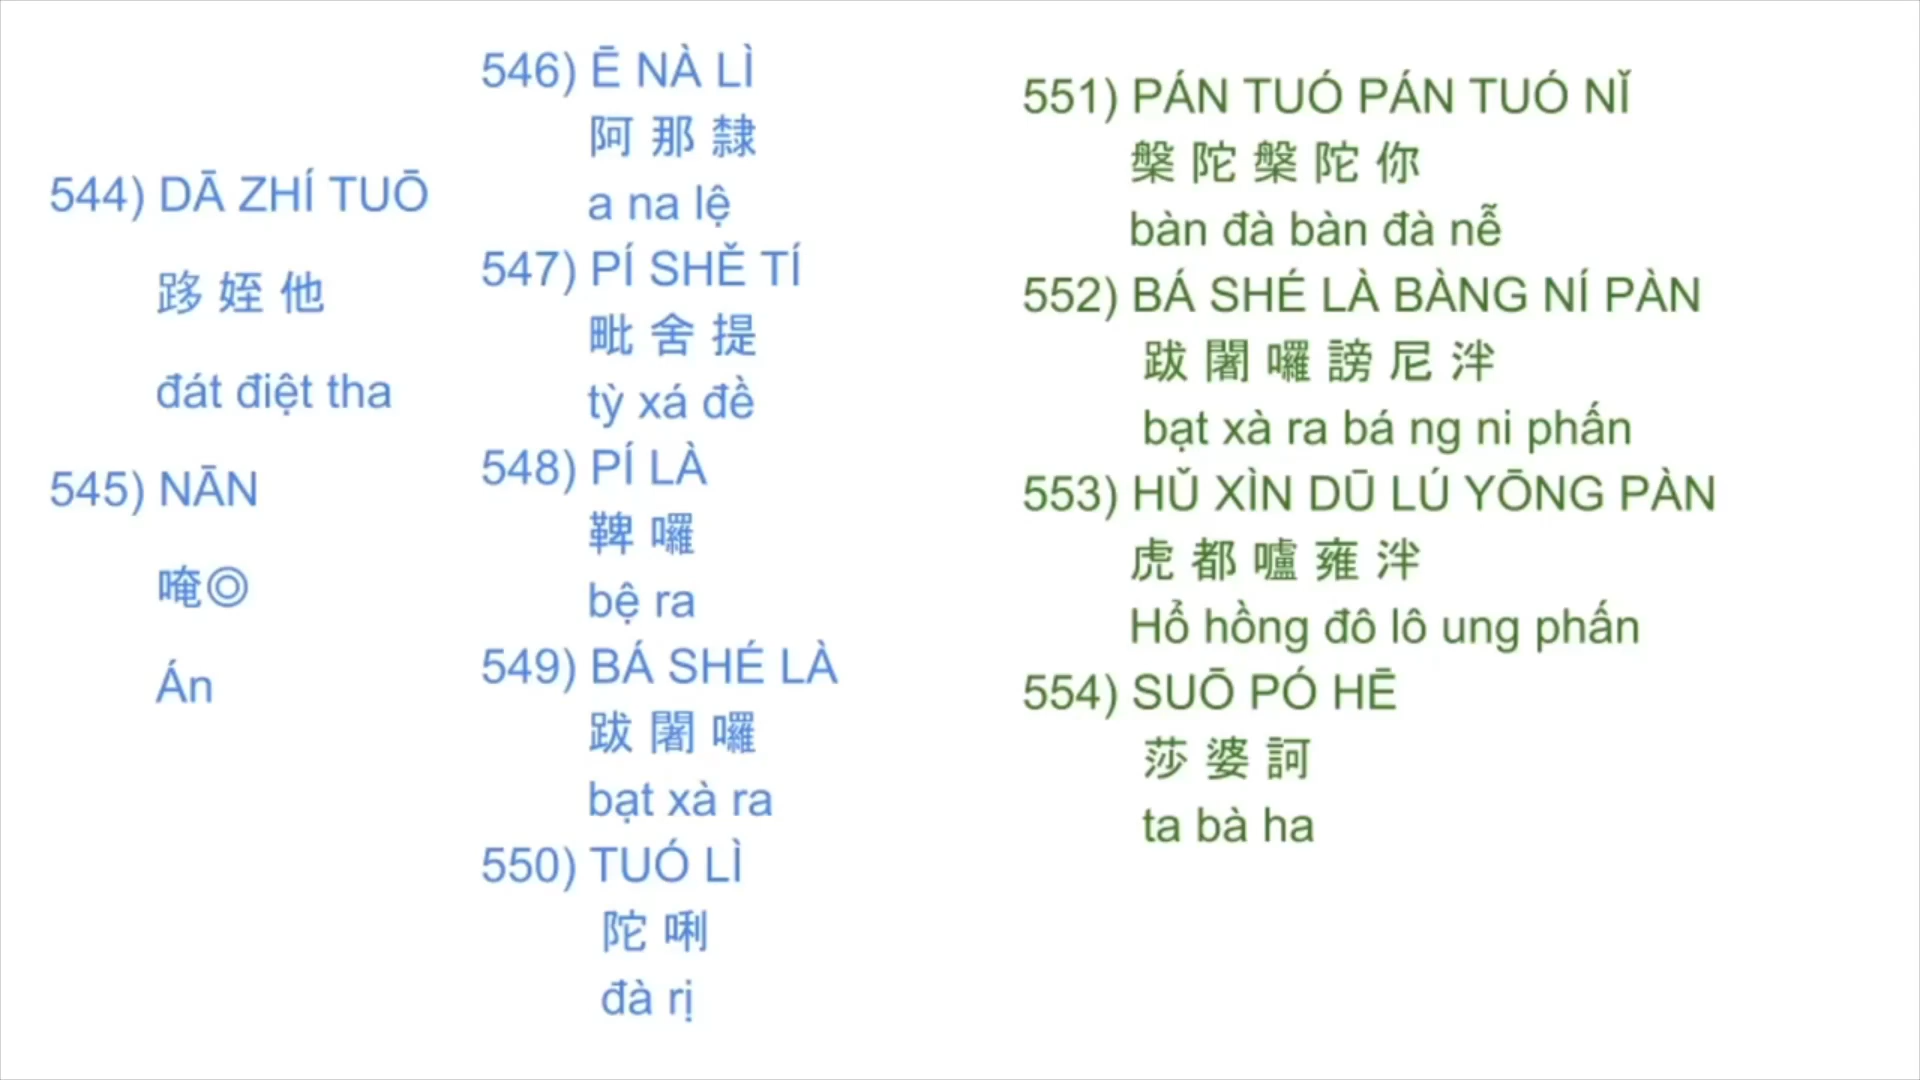 544) DĀ ZHÍ TUŌ
跢 姪 他
đát điệt tha
545) NĀN
唵◎
Án
546) Ē NÀ LÌ
阿 那 隸
a na lệ
547) PÍ SHĚ TÍ
毗 舍 提
tỳ xá đề
548) PÍ LÀ
鞞 囉
bệ ra
549) BÁ SHÉ LÀ
跋 闍 囉
bạt xà ra
550) TUÓ LÌ
陀 唎
đà rị
551) PÁN TUÓ PÁN TUÓ NǏ
槃 陀 槃 陀 你
bàn đà bàn đà nễ
552) BÁ SHÉ LÀ BÀNG NÍ PÀN
跋 闍 囉 謗 尼 泮
bạt xà ra bá ng ni phấn
553) HǓ XÌN DŪ LÚ YŌNG PÀN
虎 都 嚧 雍 泮
Hổ hồng đô lô ung phấn
554) SUŌ PÓ HĒ
莎 婆 訶
ta bà ha